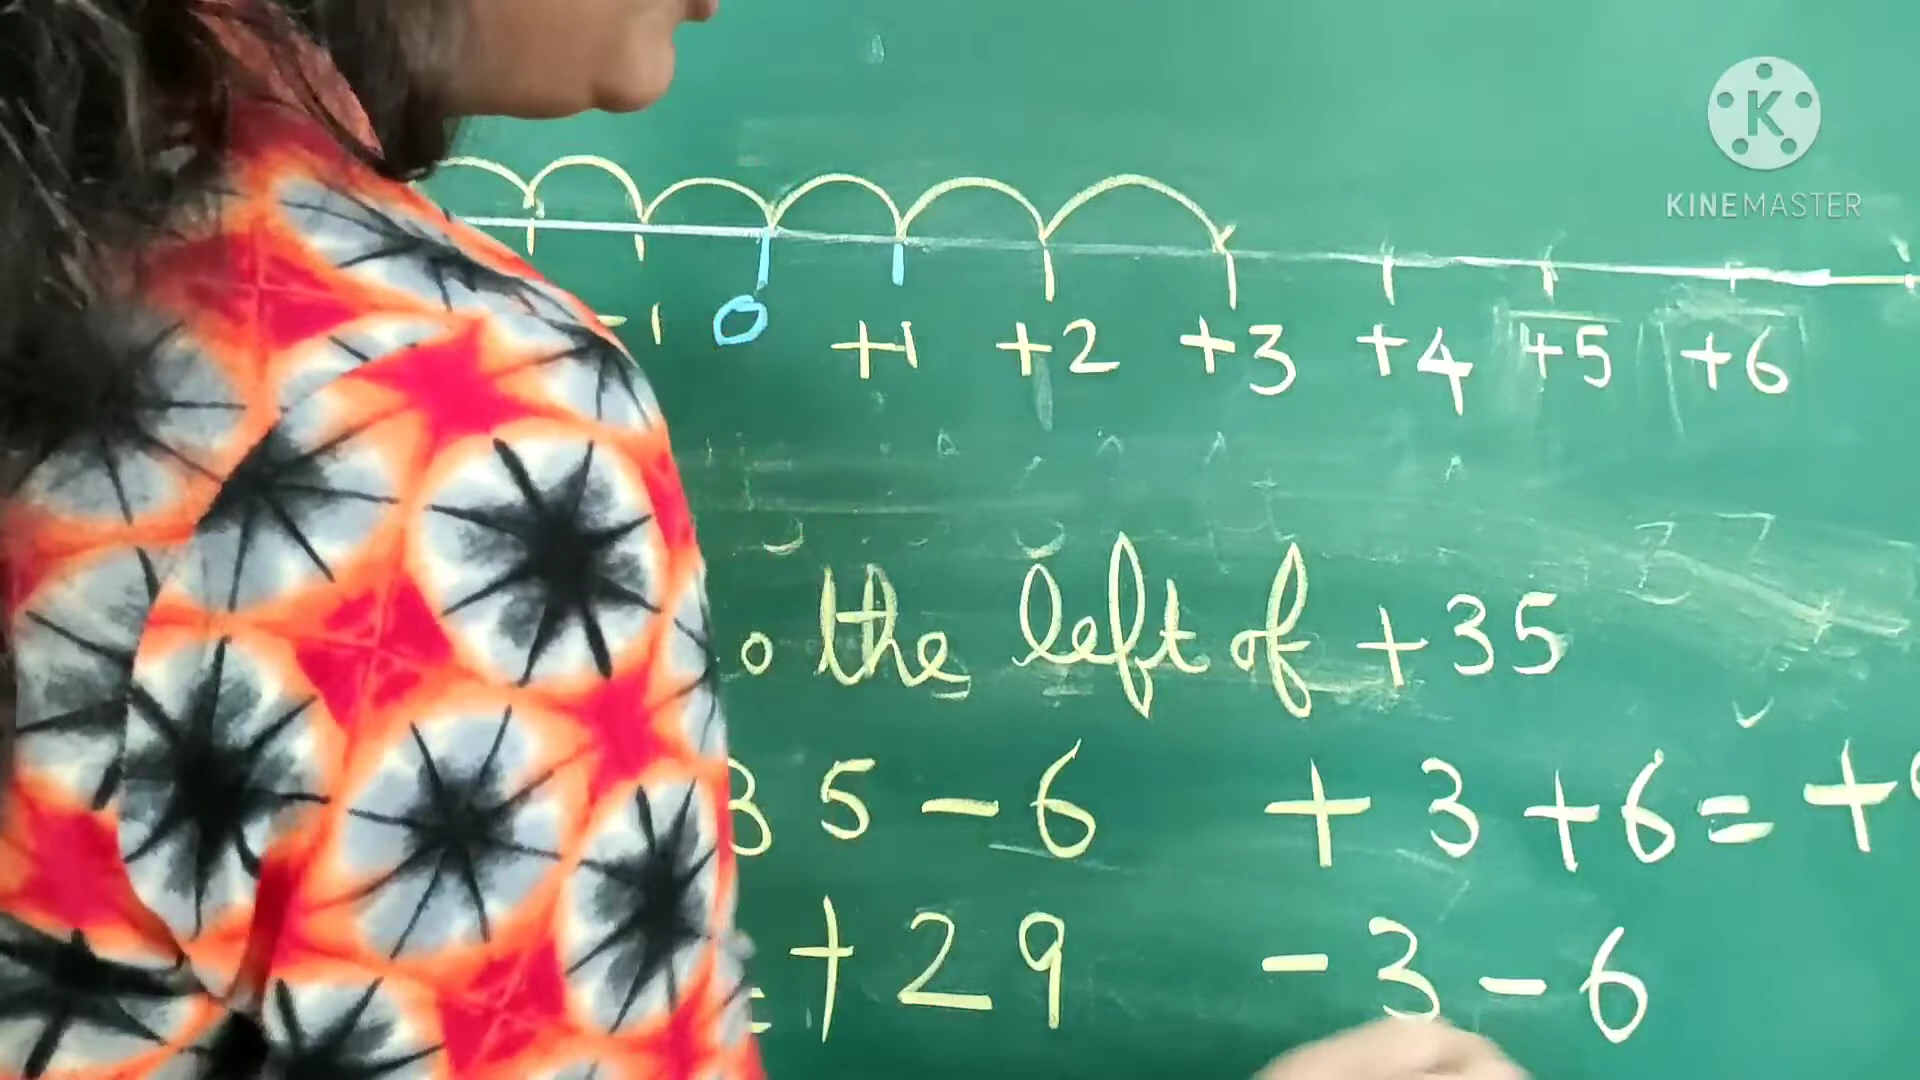 K
KINEMASTER
-1 0 +1 +2 +3 +4 +5 +6
the left of +35
35 - 6 + 3 + 6 = +
= + 29 - 3 - 6